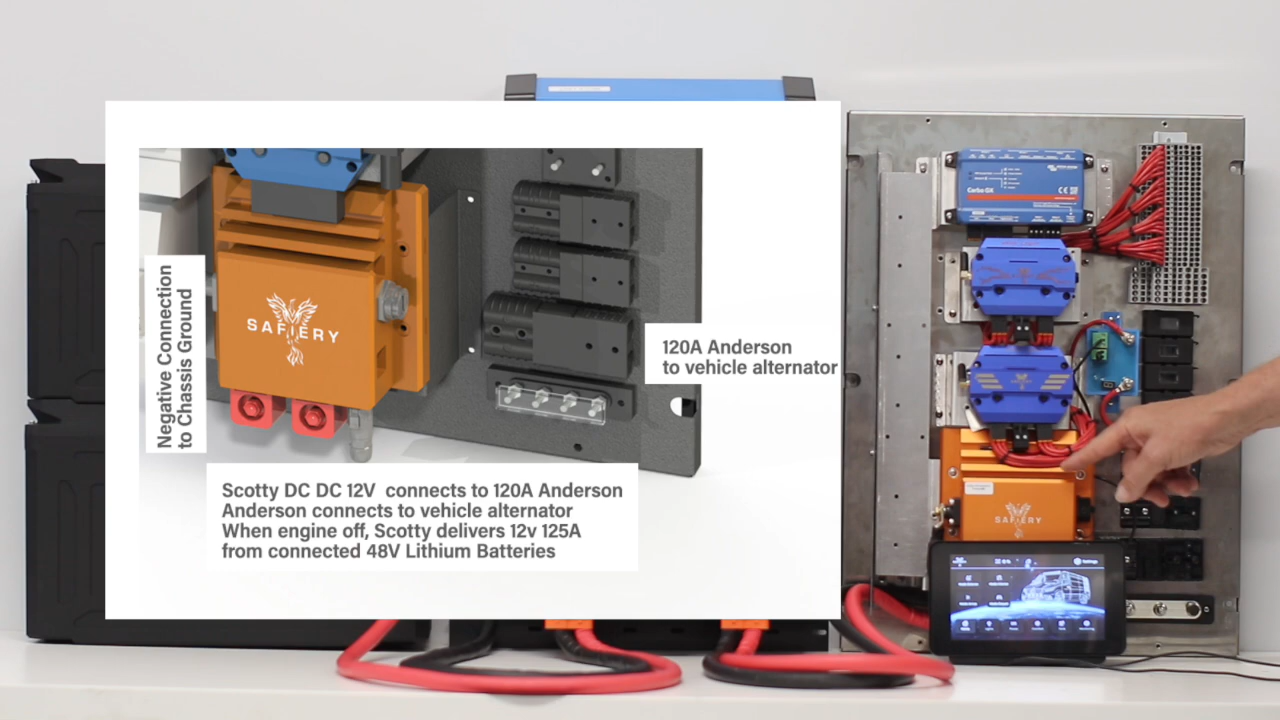 Negative Connection
to Chassis Ground
SAFIERY
120A Anderson
to vehicle alternator
Scotty DC DC 12V connects to 120A Anderson
Anderson connects to vehicle alternator
When engine off, Scotty delivers 12v 125A
from connected 48V Lithium Batteries
Cerbo GX
CE
SAFIERY
Settings